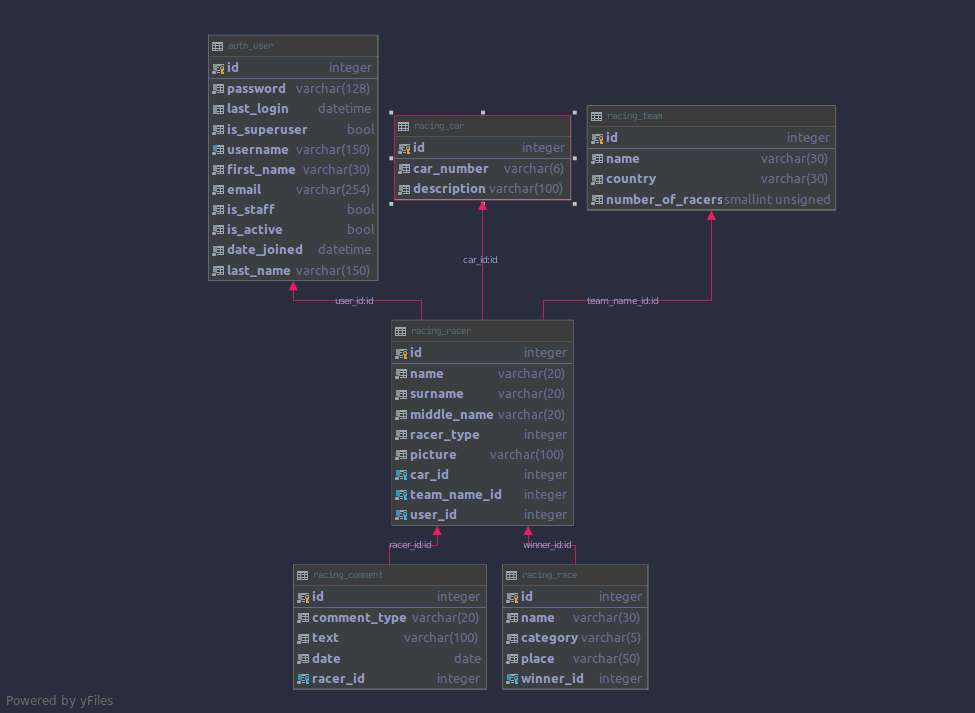 auth_user
id integer
password varchar(128)
last_login datetime
is_superuser bool
username varchar(150)
first_name varchar(30)
email varchar(254)
is_staff bool
is_active bool
date_joined datetime
last_name varchar(150)
racing_car
id integer
car_number varchar(6)
description varchar(100)
racing_team
id integer
name varchar(30)
country varchar(30)
number_of_racers smallint unsigned
car_id:id
user_id:id
team_name_id:id
racing_racer
id integer
name varchar(20)
surname varchar(20)
middle_name varchar(20)
racer_type integer
picture varchar(100)
car_id integer
team_name_id integer
user_id integer
racer_id:id
winner_id:id
racing_comment
id integer
comment_type varchar(20)
text varchar(100)
date date
racer_id integer
racing_race
id integer
name varchar(30)
category varchar(5)
place varchar(50)
winner_id integer
Powered by yFiles